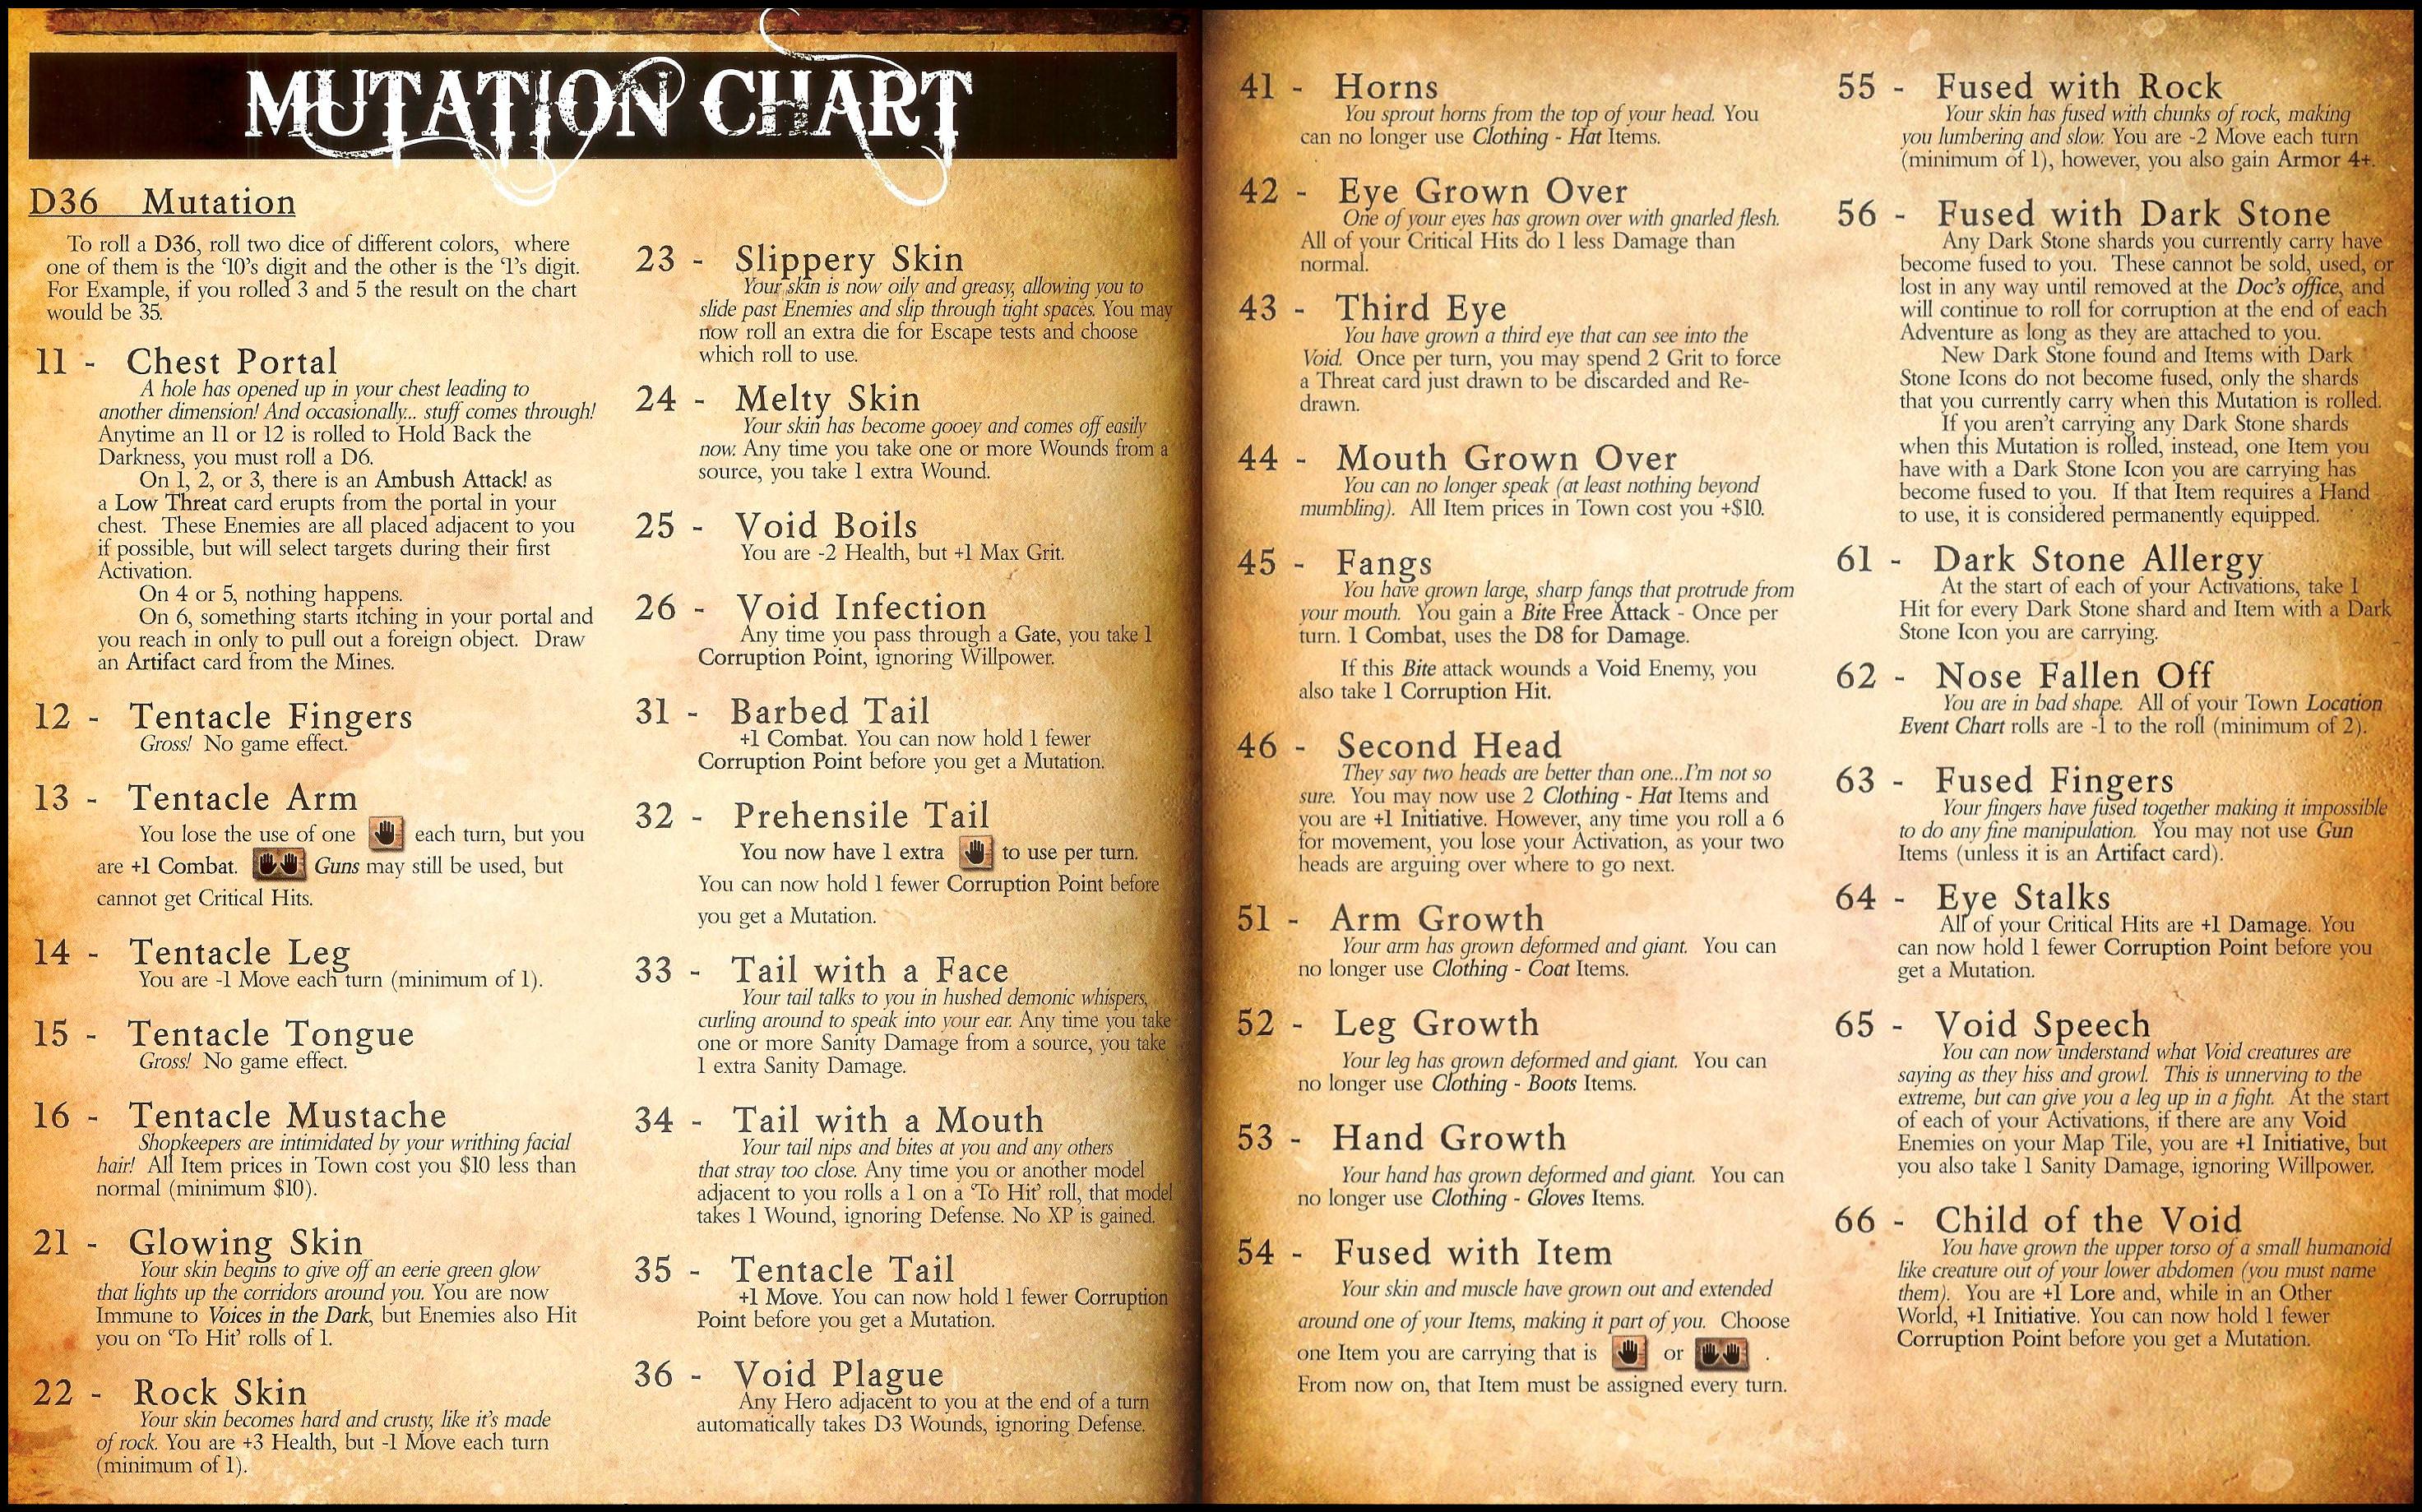 MUTATION CHART
D36 Mutation
To roll a D36, roll two dice of different colors, where
one of them is the '10's digit and the other is the '1's digit.
For Example, if you rolled 3 and 5 the result on the chart
would be 35.
11 - Chest Portal
A hole has opened up in your chest leading to
another dimension! And occasionally... stuff comes through!
Anytime an 11 or 12 is rolled to Hold Back the
Darkness, you must roll a D6.
On 1, 2, or 3, there is an Ambush Attack! as
a Low Threat card erupts from the portal in your
chest. These Enemies are all placed adjacent to you
if possible, but will select targets during their first
Activation.
On 4 or 5, nothing happens.
On 6, something starts itching in your portal and
you reach in only to pull out a foreign object. Draw
an Artifact card from the Mines.
12 - Tentacle Fingers
Gross! No game effect.
13 - Tentacle Arm
You lose the use of one each turn, but you
are +1 Combat. Guns may still be used, but
cannot get Critical Hits.
14 - Tentacle Leg
You are -1 Move each turn (minimum of 1).
15 - Tentacle Tongue
Gross! No game effect.
16 - Tentacle Mustache
Shopkeepers are intimidated by your writhing facial
hair! All Item prices in Town cost you $10 less than
normal (minimum $10).
21 - Glowing Skin
Your skin begins to give off an eerie green glow
that lights up the corridors around you. You are now
Immune to Voices in the Dark, but Enemies also Hit
you on 'To Hit' rolls of 1.
22 - Rock Skin
Your skin becomes hard and crusty, like it's made
of rock. You are +3 Health, but -1 Move each turn
(minimum of 1).
23 - Slippery Skin
Your skin is now oily and greasy, allowing you to
slide past Enemies and slip through tight spaces. You may
now roll an extra die for Escape tests and choose
which roll to use.
24 - Melty Skin
Your skin has become gooey and comes off easily
now. Any time you take one or more Wounds from a
source, you take 1 extra Wound.
25 - Void Boils
You are -2 Health, but +1 Max Grit.
26 - Void Infection
Any time you pass through a Gate, you take 1
Corruption Point, ignoring Willpower.
31 - Barbed Tail
+1 Combat. You can now hold 1 fewer
Corruption Point before you get a Mutation.
32 - Prehensile Tail
You now have 1 extra to use per turn.
You can now hold 1 fewer Corruption Point before
you get a Mutation.
33 - Tail with a Face
Your tail talks to you in hushed demonic whispers,
curling around to speak into your ear. Any time you take
one or more Sanity Damage from a source, you take
1 extra Sanity Damage.
34 - Tail with a Mouth
Your tail nips and bites at you and any others
that stray too close. Any time you or another model
adjacent to you rolls a 1 on a 'To Hit' roll, that model
takes 1 Wound, ignoring Defense. No XP is gained.
35 - Tentacle Tail
+1 Move. You can now hold 1 fewer Corruption
Point before you get a Mutation.
36 - Void Plague
Any Hero adjacent to you at the end of a turn
automatically takes D3 Wounds, ignoring Defense.
41 - Horns
You sprout horns from the top of your head. You
can no longer use Clothing - Hat Items.
42 - Eye Grown Over
One of your eyes has grown over with gnarled flesh.
All of your Critical Hits do 1 less Damage than
normal.
43 - Third Eye
You have grown a third eye that can see into the
Void. Once per turn, you may spend 2 Grit to force
a Threat card just drawn to be discarded and Re-
drawn.
44 - Mouth Grown Over
You can no longer speak (at least nothing beyond
mumbling). All Item prices in Town cost you +$10.
45 - Fangs
You have grown large, sharp fangs that protrude from
your mouth. You gain a Bite Free Attack - Once per
turn. 1 Combat, uses the D8 for Damage.
If this Bite attack wounds a Void Enemy, you
also take 1 Corruption Hit.
46 - Second Head
They say two heads are better than one...I'm not so
sure. You may now use 2 Clothing - Hat Items and
you are +1 Initiative. However, any time you roll a 6
for movement, you lose your Activation, as your two
heads are arguing over where to go next.
51 - Arm Growth
Your arm has grown deformed and giant. You can
no longer use Clothing - Coat Items.
52 - Leg Growth
Your leg has grown deformed and giant. You can
no longer use Clothing - Boots Items.
53 - Hand Growth
Your hand has grown deformed and giant. You can
no longer use Clothing - Gloves Items.
54 - Fused with Item
Your skin and muscle have grown out and extended
around one of your Items, making it part of you. Choose
one Item you are carrying that is or .
From now on, that Item must be assigned every turn.
55 - Fused with Rock
Your skin has fused with chunks of rock, making
you lumbering and slow. You are -2 Move each turn
(minimum of 1), however, you also gain Armor 4+.
56 - Fused with Dark Stone
Any Dark Stone shards you currently carry have
become fused to you. These cannot be sold, used, or
lost in any way until removed at the Doc's office, and
will continue to roll for corruption at the end of each
Adventure as long as they are attached to you.
New Dark Stone found and Items with Dark
Stone Icons do not become fused, only the shards
that you currently carry when this Mutation is rolled.
If you aren't carrying any Dark Stone shards
when this Mutation is rolled, instead, one Item you
have with a Dark Stone Icon you are carrying has
become fused to you. If that Item requires a Hand
to use, it is considered permanently equipped.
61 - Dark Stone Allergy
At the start of each of your Activations, take 1
Hit for every Dark Stone shard and Item with a Dark
Stone Icon you are carrying.
62 - Nose Fallen Off
You are in bad shape. All of your Town Location
Event Chart rolls are -1 to the roll (minimum of 2).
63 - Fused Fingers
Your fingers have fused together making it impossible
to do any fine manipulation. You may not use Gun
Items (unless it is an Artifact card).
64 - Eye Stalks
All of your Critical Hits are +1 Damage. You
can now hold 1 fewer Corruption Point before you
get a Mutation.
65 - Void Speech
You can now understand what Void creatures are
saying as they hiss and growl. This is unnerving to the
extreme, but can give you a leg up in a fight. At the start
of each of your Activations, if there are any Void
Enemies on your Map Tile, you are +1 Initiative, but
you also take 1 Sanity Damage, ignoring Willpower.
66 - Child of the Void
You have grown the upper torso of a small humanoid
like creature out of your lower abdomen (you must name
them). You are +1 Lore and, while in an Other
World, +1 Initiative. You can now hold 1 fewer
Corruption Point before you get a Mutation.